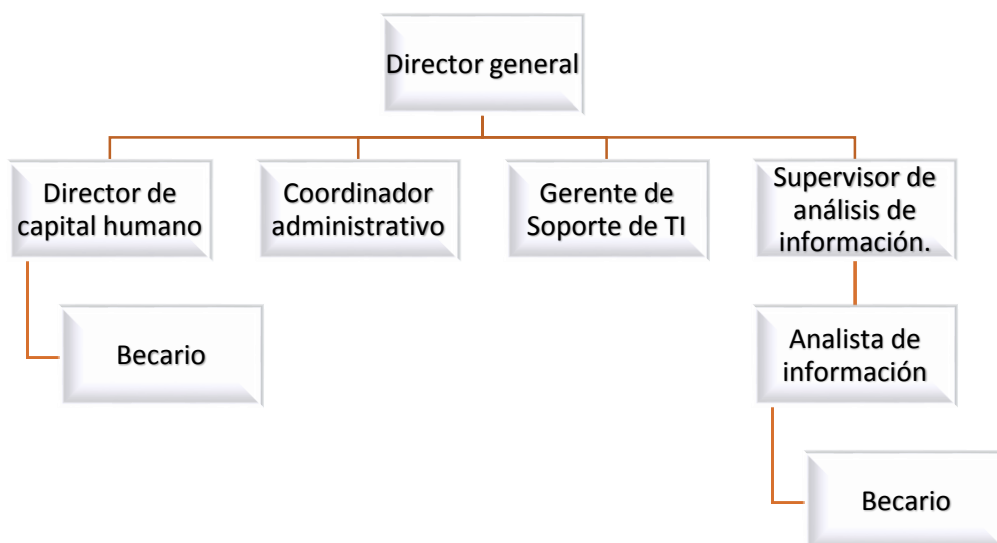 Director general
Director de
capital humano
Coordinador
administrativo
Gerente de
Soporte de TI
Supervisor de
análisis de
información.
Becario
Analista de
información
Becario